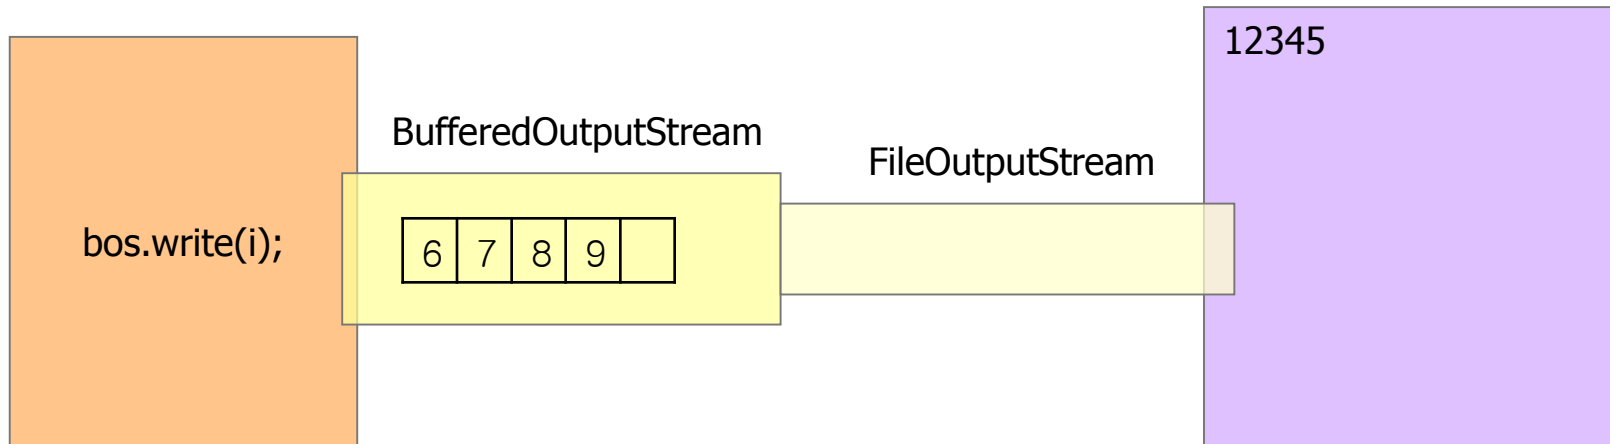 12345
BufferedOutputStream
FileOutputStream
bos.write(i);
6 7 8 9